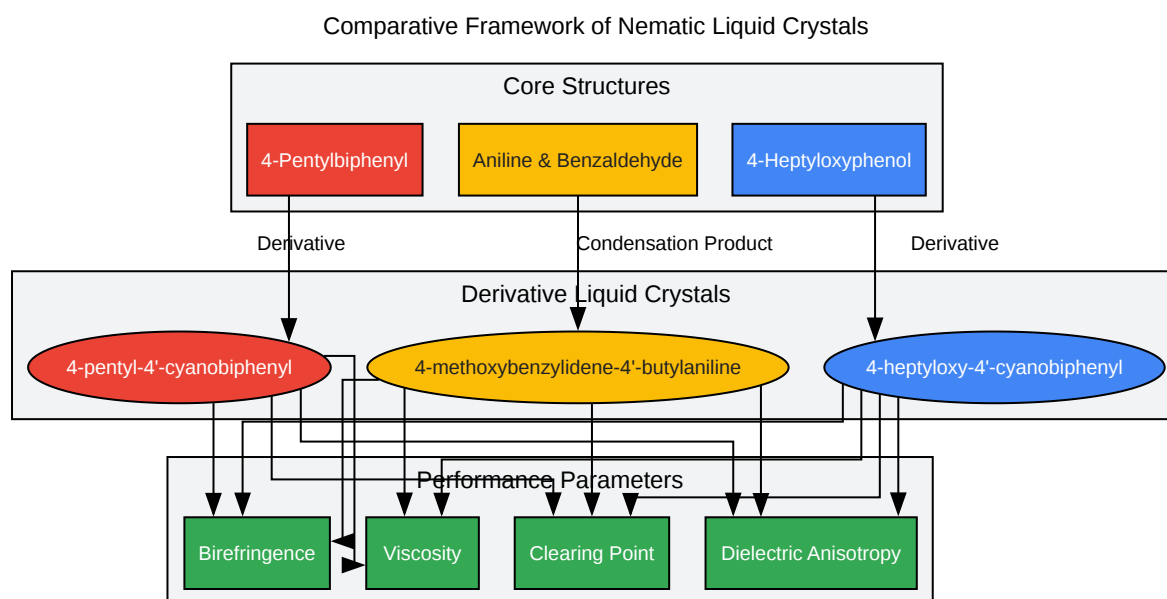 Comparative Framework of Nematic Liquid Crystals
Core Structures
4-Pentylbiphenyl
Aniline & Benzaldehyde
4-Heptyloxyphenol
Derivative
Condensation Product
Derivative
Derivative Liquid Crystals
4-pentyl-4'-cyanobiphenyl
4-methoxybenzylidene-4'-butylaniline
4-heptyloxy-4'-cyanobiphenyl
Performance Parameters
Birefringence
Viscosity
Clearing Point
Dielectric Anisotropy